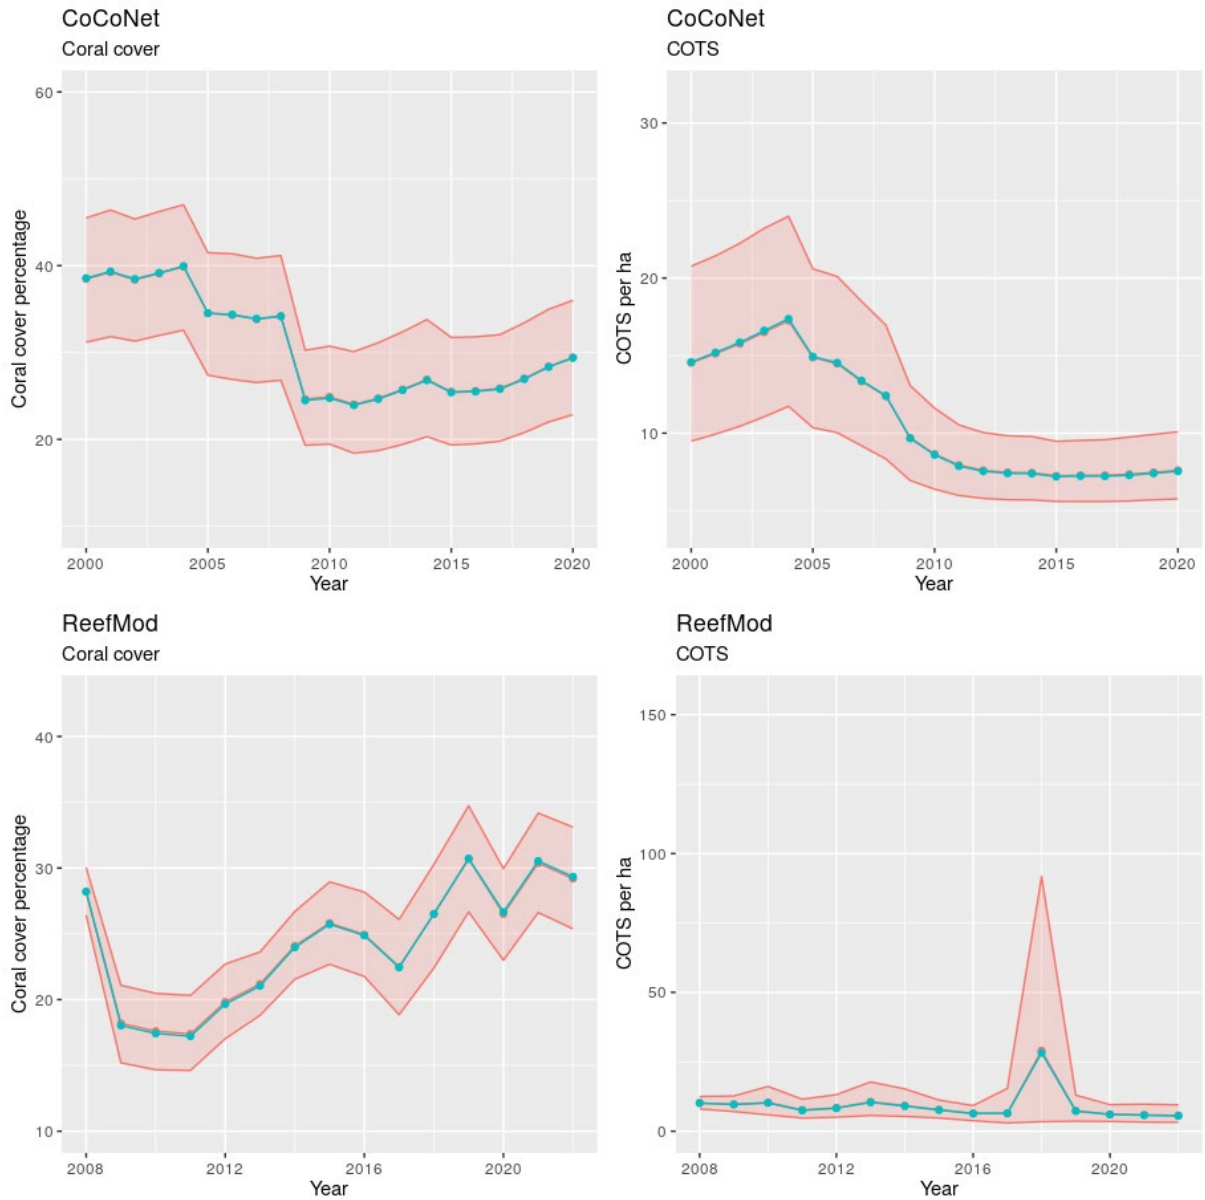 CoCoNet
Coral cover
60
40
20
Coral cover percentage
2000 2005 2010 2015 2020
Year
CoCoNet
COTS
30
20
10
COTS per ha
2000 2005 2010 2015 2020
Year
ReefMod
Coral cover
40
30
20
10
Coral cover percentage
2008 2012 2016 2020
Year
ReefMod
COTS
150
100
50
0
COTS per ha
2008 2012 2016 2020
Year